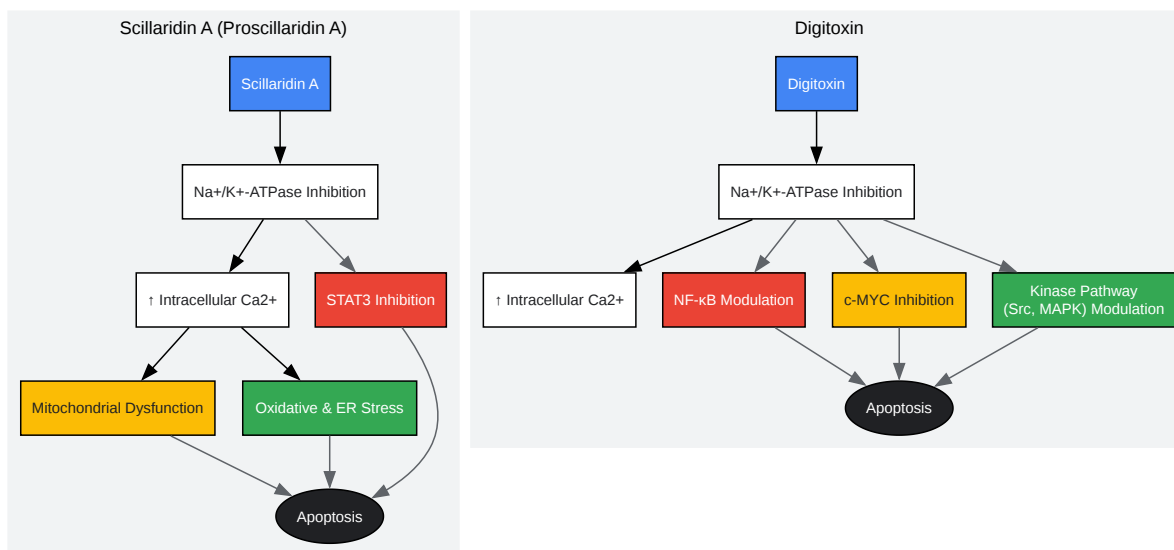 Scillaridin A (Proscillaridin A)
Scillaridin A
Na+/K+-ATPase Inhibition
↑ Intracellular Ca2+
STAT3 Inhibition
Mitochondrial Dysfunction
Oxidative & ER Stress
Apoptosis
Digitoxin
Digitoxin
Na+/K+-ATPase Inhibition
↑ Intracellular Ca2+
NF-κB Modulation
c-MYC Inhibition
Kinase Pathway
(Src, MAPK) Modulation
Apoptosis